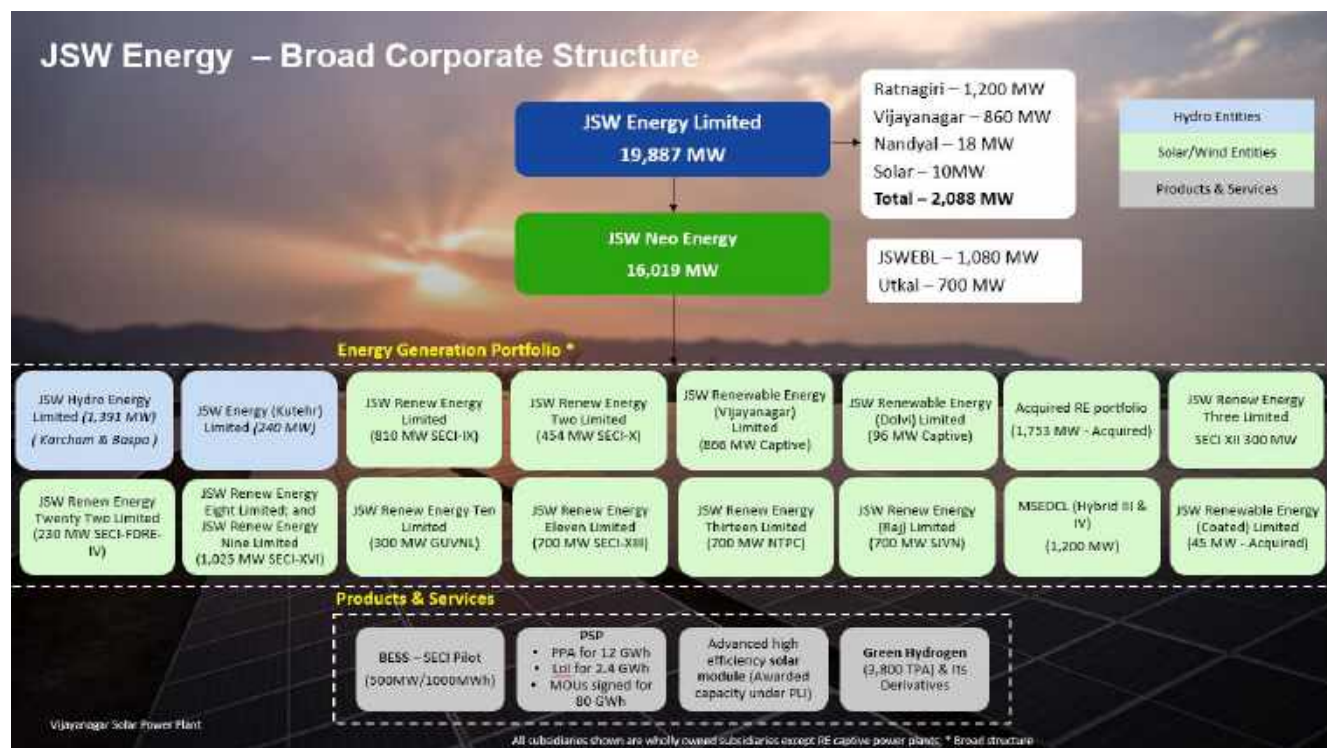 JSW Energy – Broad Corporate Structure
JSW Energy Limited
19,887 MW
Ratnagiri – 1,200 MW
Vijayanagar – 860 MW
Nandyal – 18 MW
Solar – 10MW
Total – 2,088 MW
Hydro Entities
Solar/Wind Entities
Products & Services
JSW Neo Energy
16,019 MW
JSWEBL – 1,080 MW
Utkal – 700 MW
Energy Generation Portfolio *
JSW Hydro Energy
Limited (1,391 MW)
( Karcham & Baspa )
JSW Energy (Kutehr)
Limited (240 MW)
JSW Renew Energy
Limited
(810 MW SECI-IX)
JSW Renew Energy
Two Limited
(454 MW SECI-X)
JSW Renewable Energy
(Vijayanagar)
Limited
(866 MW Captive)
JSW Renewable Energy
(Dolvi) Limited
(96 MW Captive)
Acquired RE portfolio
(1,753 MW - Acquired)
JSW Renew Energy
Three Limited
SECI XII 300 MW
JSW Renew Energy
Twenty Two Limited
(230 MW SECI-FDRE-
IV)
JSW Renew Energy
Eight Limited; and
JSW Renew Energy
Nine Limited
(1,025 MW SECI-XVI)
JSW Renew Energy Ten
Limited
(300 MW GUVNL)
JSW Renew Energy
Eleven Limited
(700 MW SECI-XIII)
JSW Renew Energy
Thirteen Limited
(700 MW NTPC)
JSW Renew Energy
(Raj) Limited
(700 MW SJVN)
MSEDCL (Hybrid III &
IV)
(1,200 MW)
JSW Renewable Energy
(Coated) Limited
(45 MW - Acquired)
Products & Services
BESS – SECI Pilot
(500MW/1000MWh)
PSP
• PPA for 12 GWh
• LoI for 2.4 GWh
• MOUs signed for
80 GWh
Advanced high
efficiency solar
module (Awarded
capacity under PLI)
Green Hydrogen
(3,800 TPA) & Its
Derivatives
Vijayanagar Solar Power Plant
All subsidiaries shown are wholly owned subsidiaries except RE captive power plants; * Broad structure